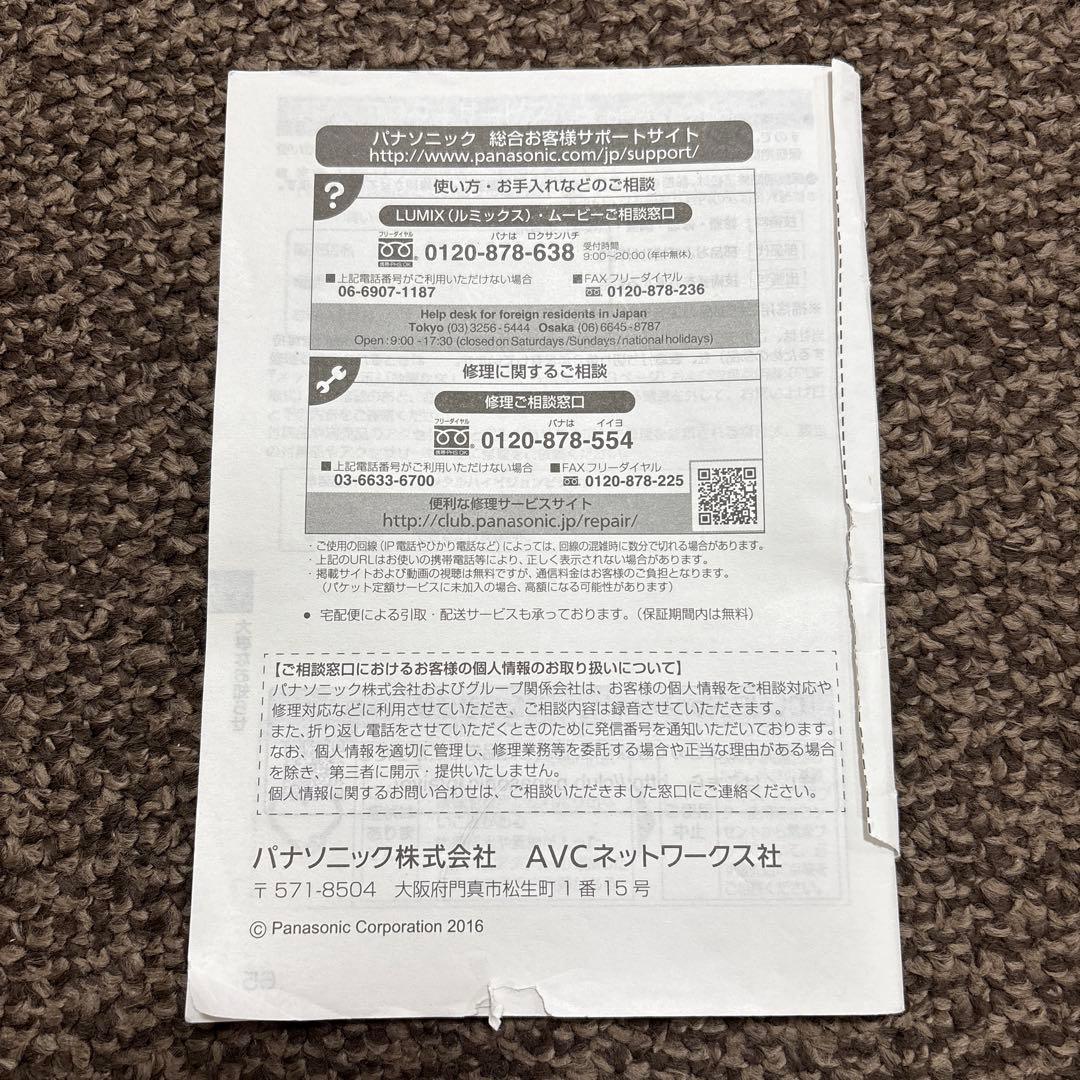 パナソニック 総合お客様サポートサイト
http://www.panasonic.com/jp/support/
?
使い方・お手入れなどのご相談
LUMIX(ルミックス)・ムービーご相談窓口
フリーダイヤル パナは ロクサンハチ
0120-878-638 受付時間 9:00～20:00(年中無休)
携帯・PHS OK
■上記電話番号がご利用いただけない場合 ■FAXフリーダイヤル
06-6907-1187 0120-878-236
Help desk for foreign residents in Japan
Tokyo (03) 3256-5444 Osaka (06) 6645-8787
Open : 9:00 - 17:30 (closed on Saturdays /Sundays /national holidays)
修理に関するご相談
修理ご相談窓口
フリーダイヤル パナは イイヨ
0120-878-554
携帯・PHS OK
■上記電話番号がご利用いただけない場合 ■FAXフリーダイヤル
03-6633-6700 0120-878-225
便利な修理サービスサイト
http://club.panasonic.jp/repair/
・ご使用の回線(IP電話やひかり電話など)によっては、回線の混雑時に数分で切れる場合があります。
・上記のURLはお使いの携帯電話等により、正しく表示されない場合があります。
・掲載サイトおよび動画の視聴は無料ですが、通信料金はお客様のご負担となります。
(パケット定額サービスに未加入の場合、高額になる可能性があります)
● 宅配便による引取・配送サービスも承っております。(保証期間内は無料)
【ご相談窓口におけるお客様の個人情報のお取り扱いについて】
パナソニック株式会社およびグループ関係会社は、お客様の個人情報をご相談対応や
修理対応などに利用させていただき、ご相談内容は録音させていただきます。
また、折り返し電話をさせていただくときのために発信番号を通知いただいております。
なお、個人情報を適切に管理し、修理業務等を委託する場合や正当な理由がある場合
を除き、第三者に開示・提供いたしません。
個人情報に関するお問い合わせは、ご相談いただきました窓口にご連絡ください。
パナソニック株式会社 AVCネットワークス社
〒571-8504 大阪府門真市松生町1番15号
© Panasonic Corporation 2016